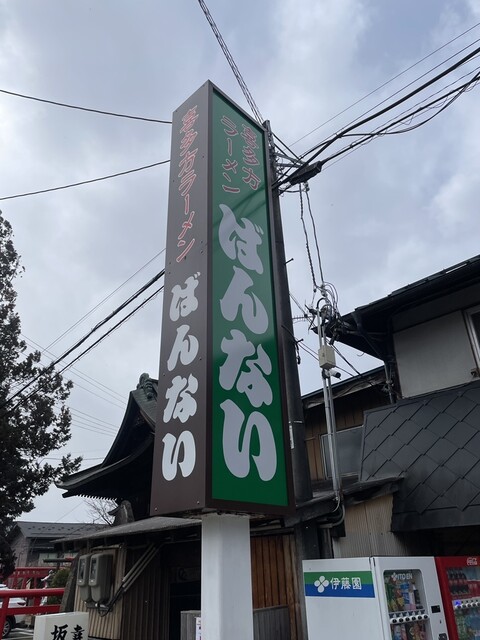 喜多方ラーメン
ばんない
喜多方
ラーメン
ばんない
伊藤園
坂